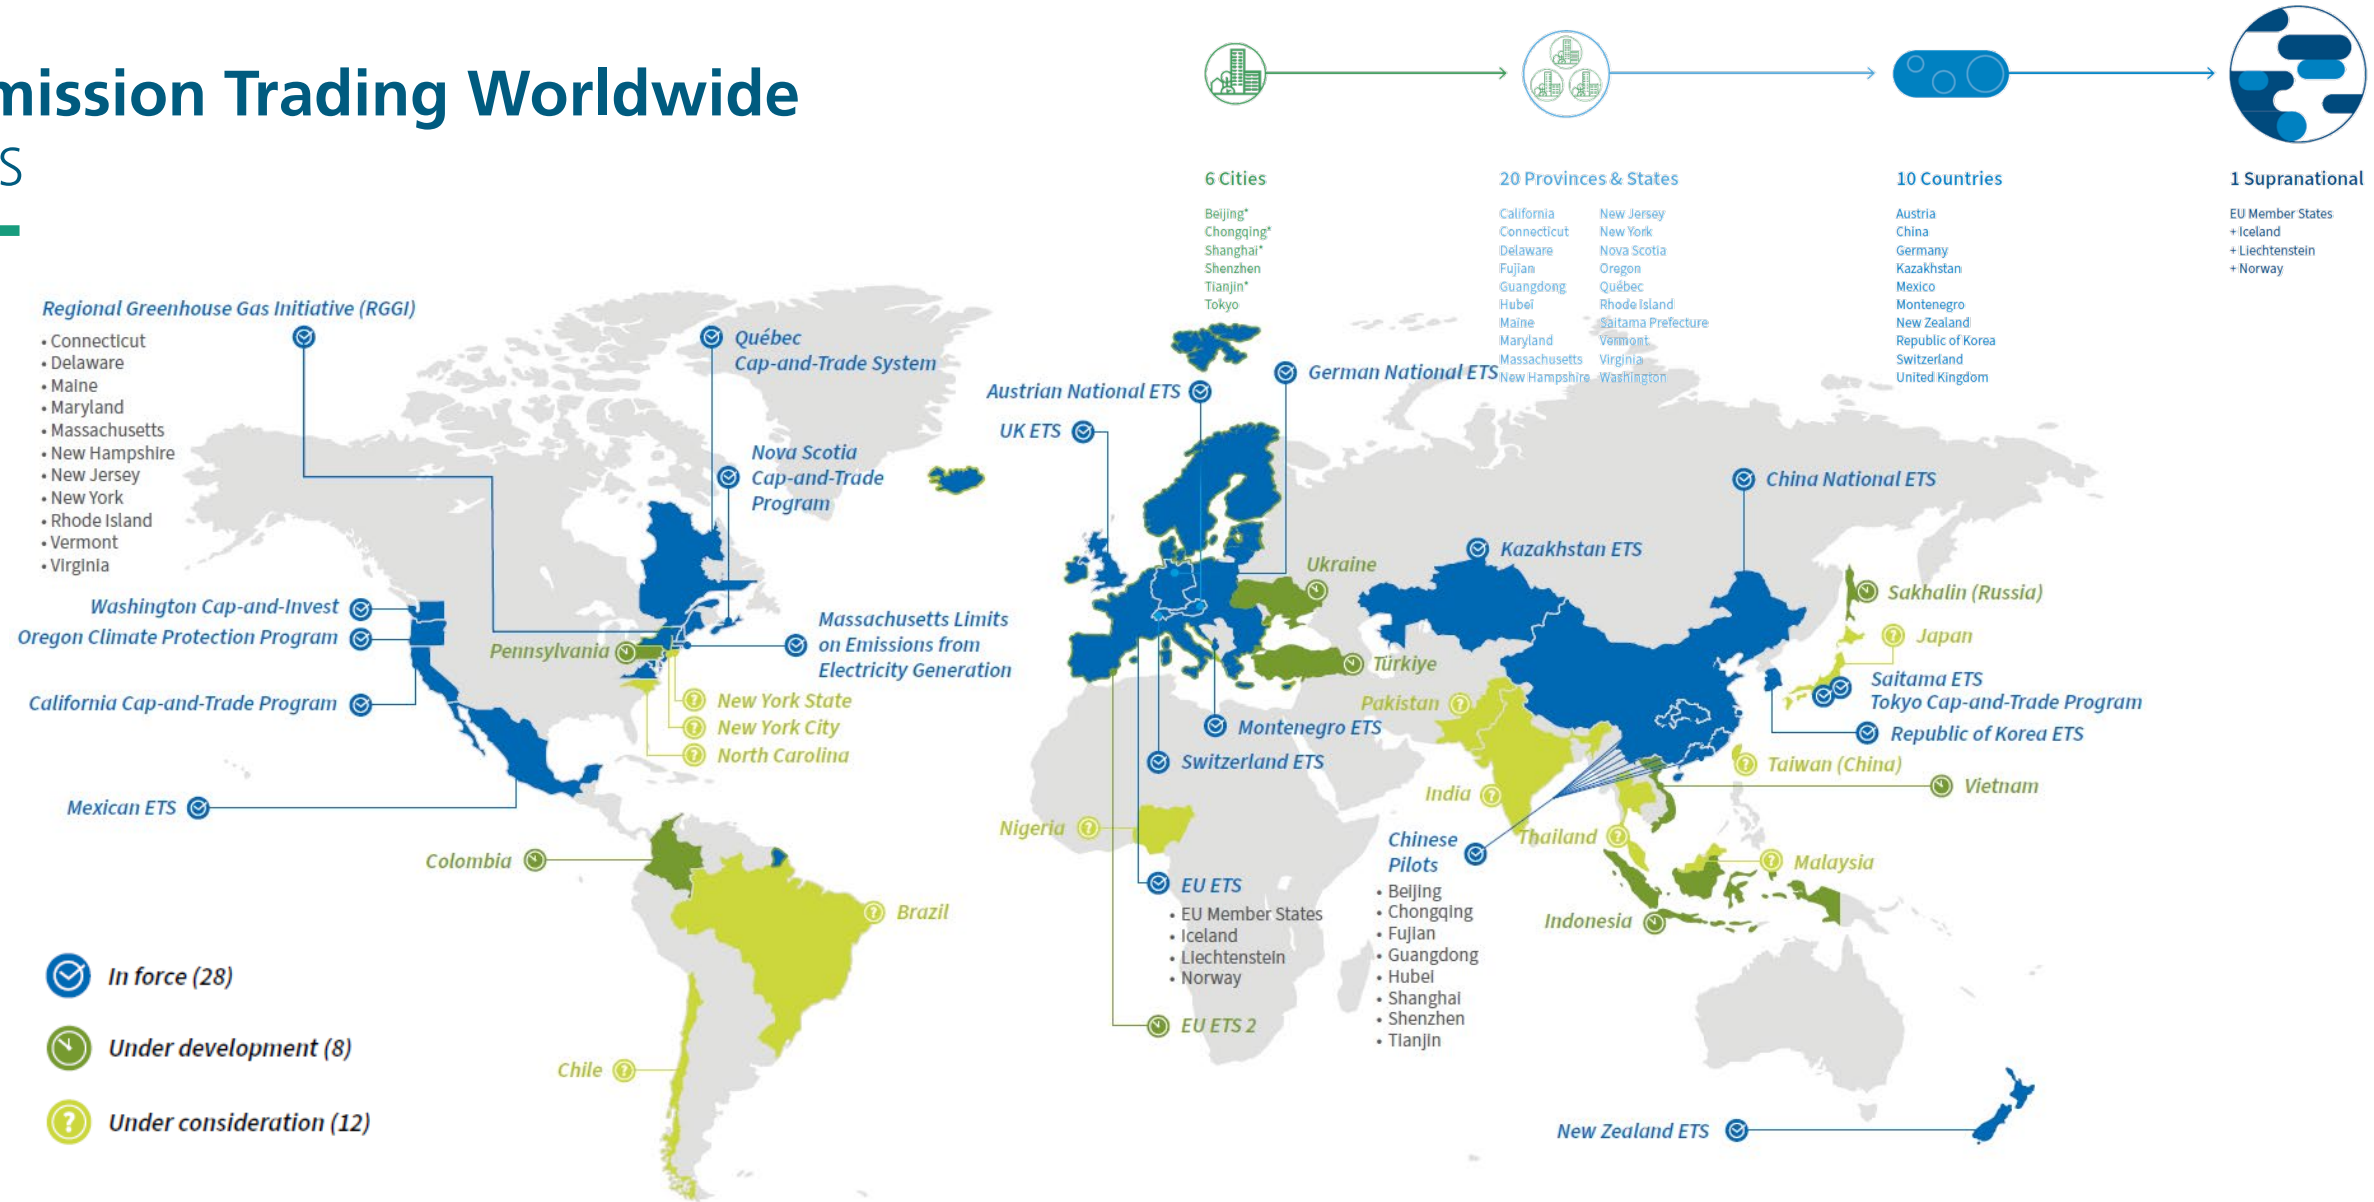 mission Trading Worldwide
S
6 Cities
Beijing*
Chongqing*
Shanghai*
Shenzhen
Tianjin*
Tokyo
20 Provinces & States
California
Connecticut
Delaware
Fujian
Guangdong
Hubei
Maine
Maryland
Massachusetts
New Hampshire
New Jersey
New York
Nova Scotia
Oregon
Québec
Rhode Island
Saitama Prefecture
Vermont
Virginia
Washington
10 Countries
Austria
China
Germany
Kazakhstan
Mexico
Montenegro
New Zealand
Republic of Korea
Switzerland
United Kingdom
1 Supranational
EU Member States
+ Iceland
+ Liechtenstein
+ Norway
Regional Greenhouse Gas Initiative (RGGI)
• Connecticut
• Delaware
• Maine
• Maryland
• Massachusetts
• New Hampshire
• New Jersey
• New York
• Rhode Island
• Vermont
• Virginia
Washington Cap-and-Invest
Oregon Climate Protection Program
California Cap-and-Trade Program
Mexican ETS
Québec
Cap-and-Trade System
Nova Scotia
Cap-and-Trade
Program
Massachusetts Limits
on Emissions from
Electricity Generation
Pennsylvania
New York State
New York City
North Carolina
Colombia
Brazil
Chile
Austrian National ETS
German National ETS
UK ETS
Ukraine
Türkiye
Kazakhstan ETS
China National ETS
Sakhalin (Russia)
Japan
Saitama ETS
Tokyo Cap-and-Trade Program
Republic of Korea ETS
Taiwan (China)
Vietnam
Pakistan
Montenegro ETS
Switzerland ETS
India
Nigeria
Thailand
Malaysia
Indonesia
Chinese
Pilots
• Beijing
• Chongqing
• Fujian
• Guangdong
• Hubei
• Shanghai
• Shenzhen
• Tianjin
EU ETS
• EU Member States
• Iceland
• Liechtenstein
• Norway
EU ETS 2
New Zealand ETS
In force (28)
Under development (8)
Under consideration (12)